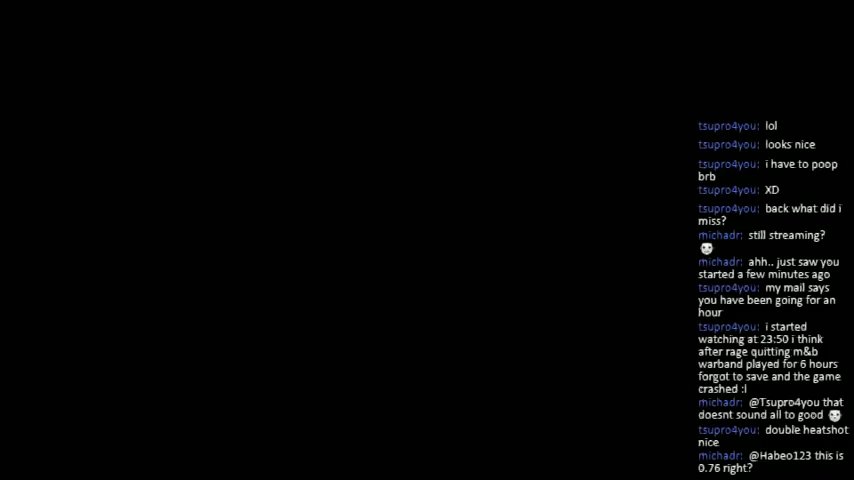 tsupro4you: lol
tsupro4you: looks nice
tsupro4you: i have to poop
brb
tsupro4you: XD
tsupro4you: back what did i
miss?
michadr: still streaming?
michadr: ahh.. just saw you
started a few minutes ago
tsupro4you: my mail says
you have been going for an
hour
tsupro4you: i started
watching at 23:50 i think
after rage quitting m&b
warband played for 6 hours
forgot to save and the game
crashed :l
michadr: @Tsupro4you that
doesnt sound all to good
tsupro4you: double heatshot
nice
michadr: @Habeo123 this is
0.76 right?